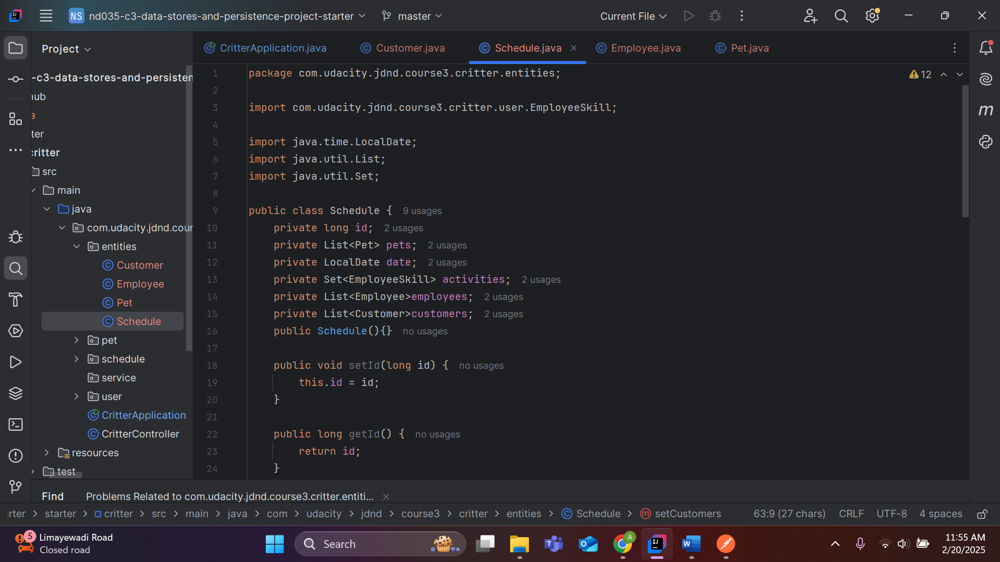 NS nd035-c3-data-stores-and-persistence-project-starter master Current File
Project
CritterApplication.java Customer.java Schedule.java Employee.java Pet.java
12
-c3-data-stores-and-persisten
critter
src
main
java
com.udacity.jdnd.cour
entities
Customer
Employee
Pet
Schedule
pet
schedule
service
user
CritterApplication
CritterController
resources
test
1 package com.udacity.jdnd.course3.critter.entities;
2
3 import com.udacity.jdnd.course3.critter.user.EmployeeSkill;
4
5 import java.time.LocalDate;
6 import java.util.List;
7 import java.util.Set;
8
9 public class Schedule { 9 usages
10 private long id; 2 usages
11 private List<Pet> pets; 2 usages
12 private LocalDate date; 2 usages
13 private Set<EmployeeSkill> activities; 2 usages
14 private List<Employee>employees; 2 usages
15 private List<Customer>customers; 2 usages
16 public Schedule(){} no usages
17
18 public void setId(long id) { no usages
19 this.id = id;
20 }
21
22 public long getId() { no usages
23 return id;
24 }
Find Problems Related to com.udacity.jdnd.course3.critter.entiti...
rter > starter > critter > src > main > java > com > udacity > jdnd > course3 > critter > entities > Schedule > setCustomers 63:9 (27 chars) CRLF UTF-8 4 spaces
5 Limayewadi Road
Closed road
Search
A
11:55 AM
2/20/2025